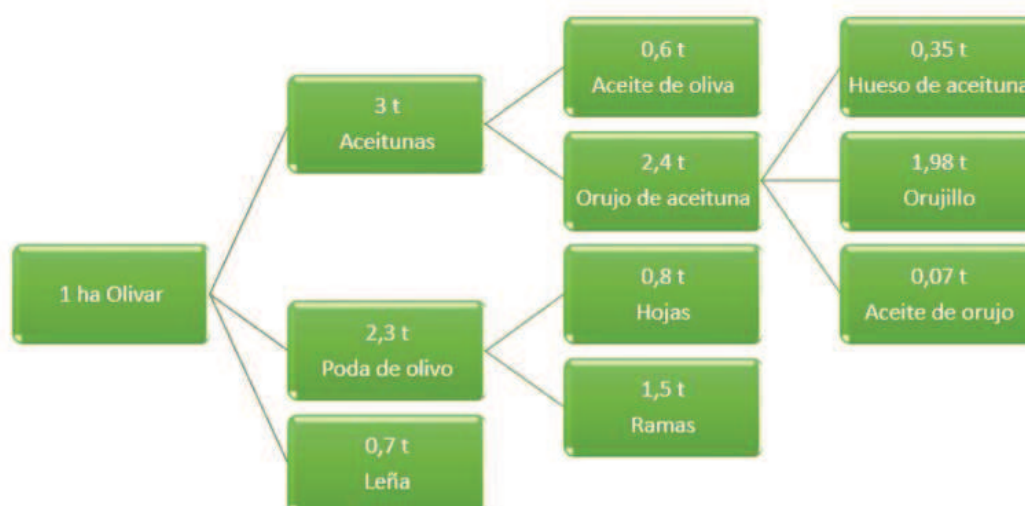 1 ha Olivar
3 t
Aceitunas
2,3 t
Poda de olivo
0,7 t
Leña
0,6 t
Aceite de oliva
2,4 t
Orujo de aceituna
0,8 t
Hojas
1,5 t
Ramas
0,35 t
Hueso de aceituna
1,98 t
Orujillo
0,07 t
Aceite de orujo